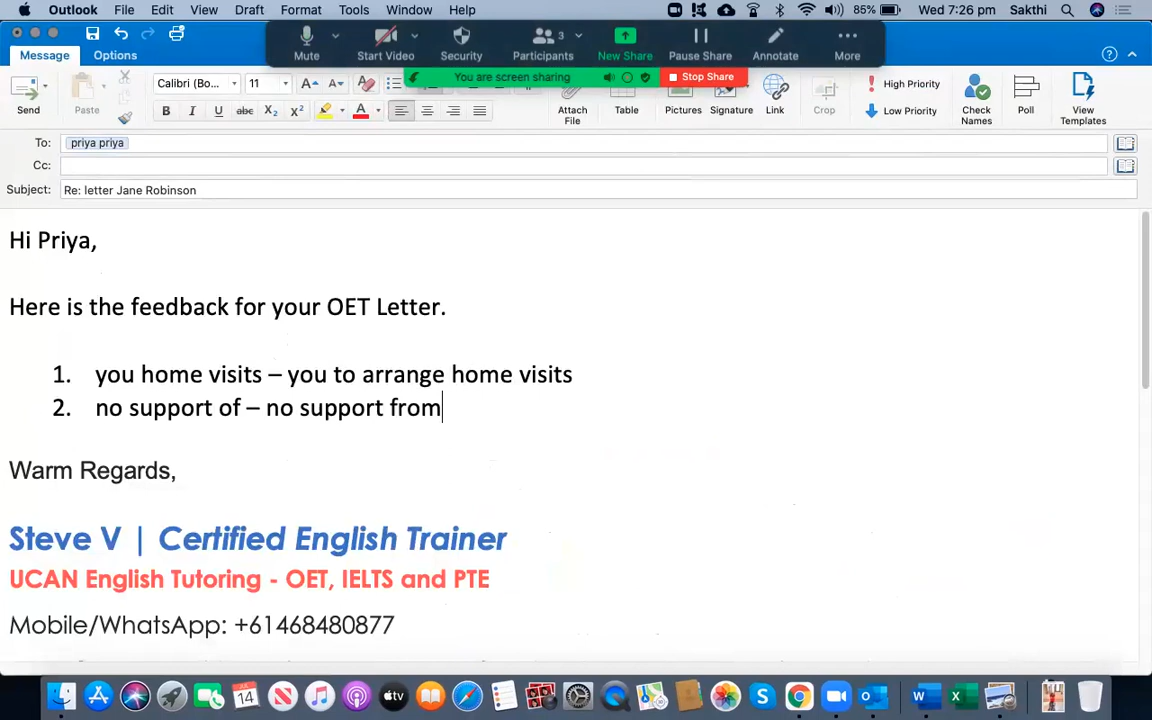 Outlook File Edit View Draft Format Tools Window Help 85% Wed 7:26 pm Sakthi
Message Options
Mute Start Video Security Participants 3 New Share Pause Share Annotate More
You are screen sharing Stop Share
Send Paste Calibri (Bo... 11 Attach File Table Pictures Signature Link Crop High Priority Low Priority Check Names Poll View Templates
To: priya priya
Cc:
Subject: Re: letter Jane Robinson
Hi Priya,
Here is the feedback for your OET Letter.
1. you home visits – you to arrange home visits
2. no support of – no support from
Warm Regards,
Steve V | Certified English Trainer
UCAN English Tutoring - OET, IELTS and PTE
Mobile/WhatsApp: +61468480877